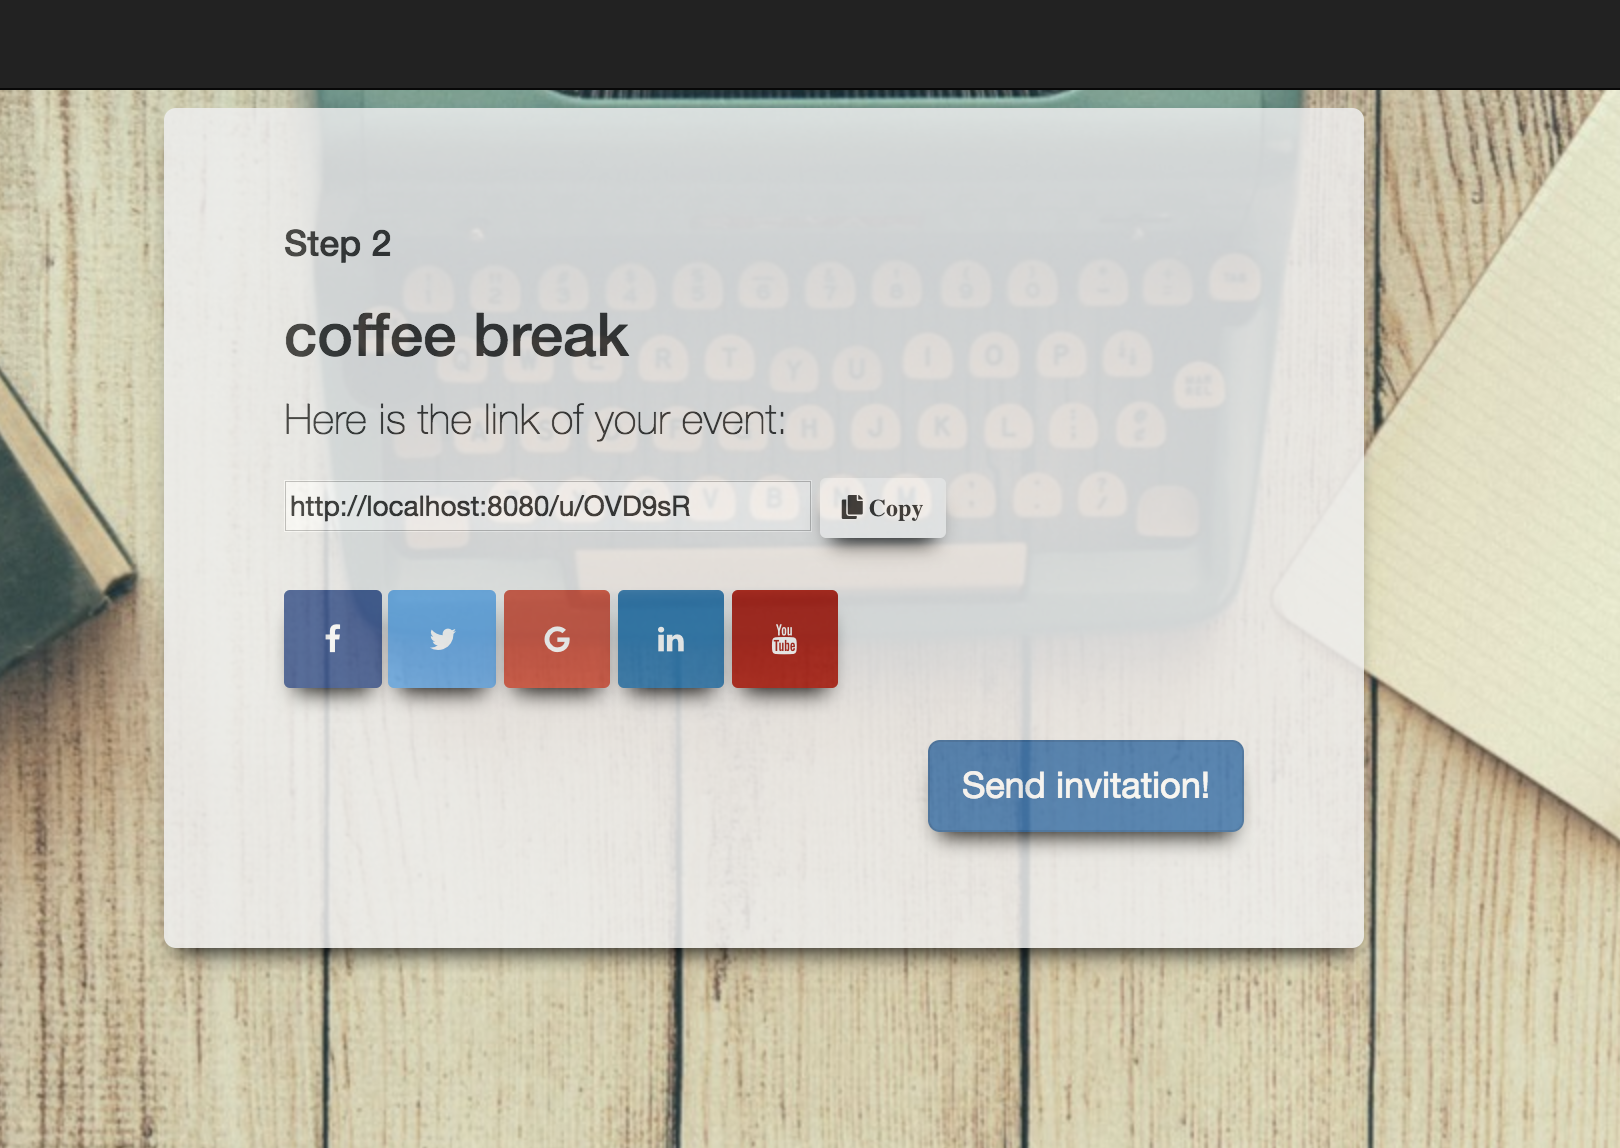 Step 2
coffee break
Here is the link of your event:
http://localhost:8080/u/OVD9sR
Copy
f
G
in
You
Tube
Send invitation!